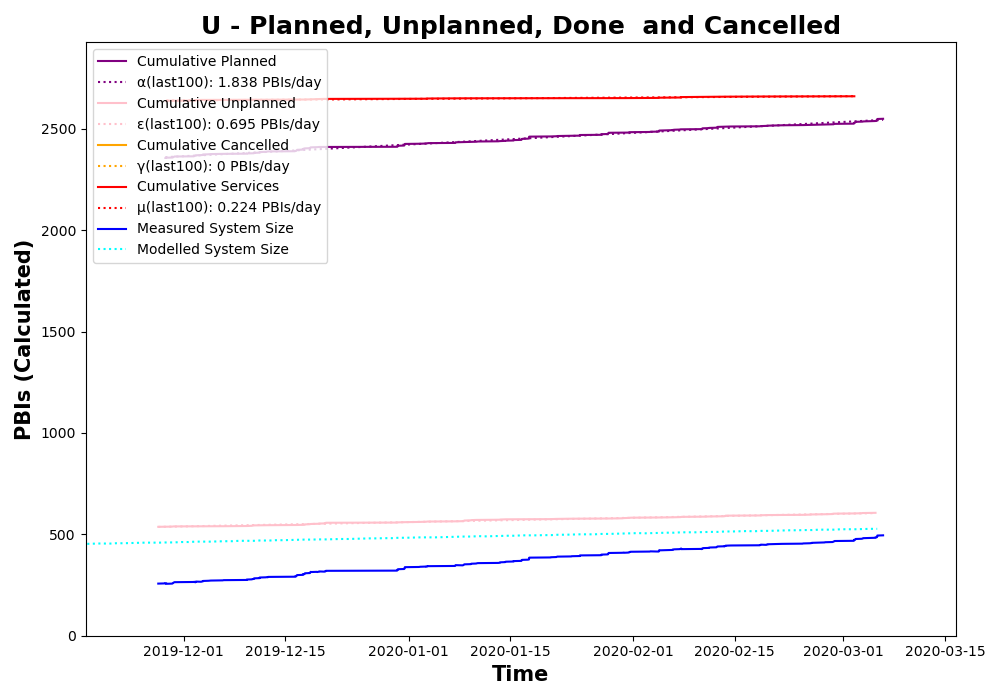 U - Planned, Unplanned, Done  and Cancelled
Cumulative Planned
α(last100): 1.838 PBIs/day
Cumulative Unplanned
ε(last100): 0.695 PBIs/day
Cumulative Cancelled
γ(last100): 0 PBIs/day
Cumulative Services
μ(last100): 0.224 PBIs/day
Measured System Size
Modelled System Size
PBIs (Calculated)
2500
2000
1500
1000
500
0
2019-12-01 2019-12-15 2020-01-01 2020-01-15 2020-02-01 2020-02-15 2020-03-01 2020-03-15
Time